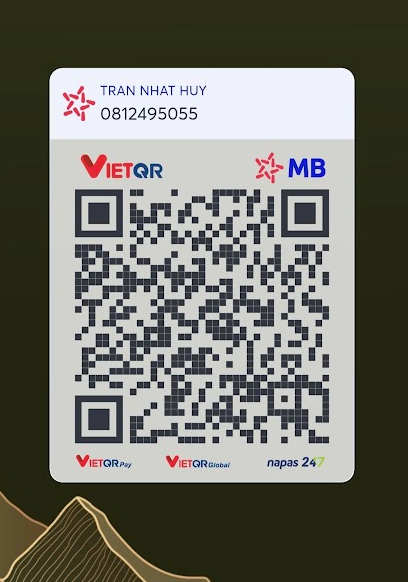 TRAN NHAT HUY
0812495055
VIETQR MB
VIETQR Pay VIETQR Global napas 247